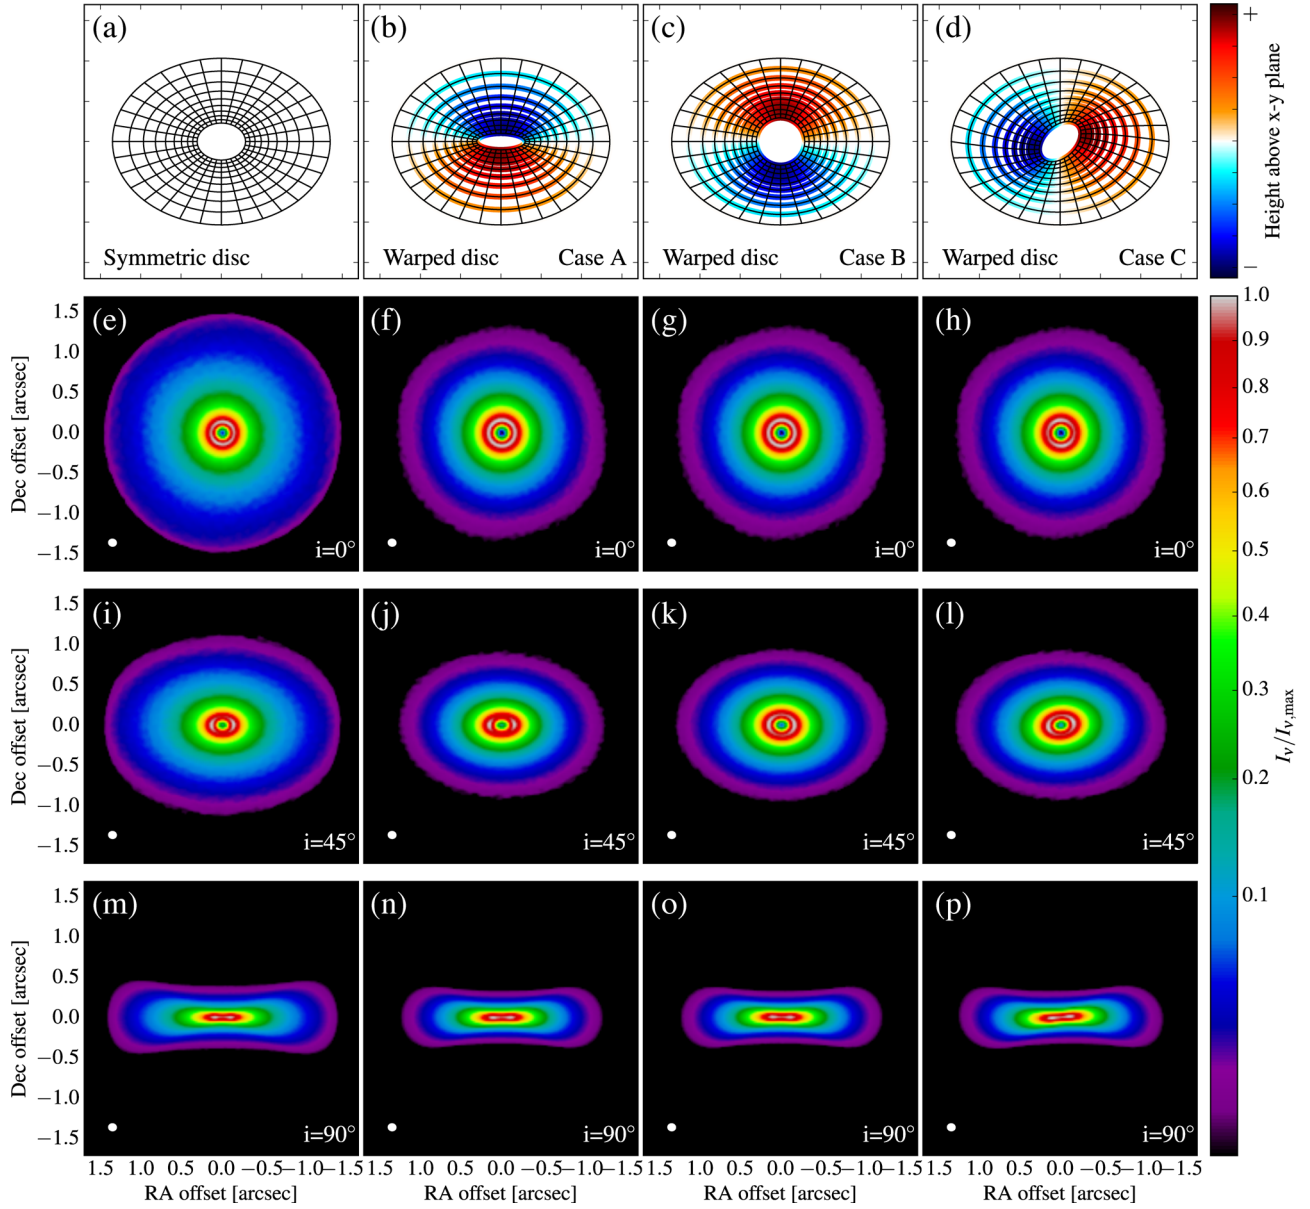 (a)
Symmetric disc
(b)
Warped disc Case A
(c)
Warped disc Case B
(d)
Warped disc Case C
+
−
Height above x-y plane
(e)
i=0°
(f)
i=0°
(g)
i=0°
(h)
i=0°
1.5
1.0
0.5
0.0
−0.5
−1.0
−1.5
Dec offset [arcsec]
(i)
i=45°
(j)
i=45°
(k)
i=45°
(l)
i=45°
1.5
1.0
0.5
0.0
−0.5
−1.0
−1.5
Dec offset [arcsec]
(m)
i=90°
(n)
i=90°
(o)
i=90°
(p)
i=90°
1.5
1.0
0.5
0.0
−0.5
−1.0
−1.5
Dec offset [arcsec]
1.5 1.0 0.5 0.0 −0.5 −1.0 −1.5
1.0 0.5 0.0 −0.5 −1.0 −1.5
1.0 0.5 0.0 −0.5 −1.0 −1.5
1.0 0.5 0.0 −0.5 −1.0 −1.5
RA offset [arcsec]
RA offset [arcsec]
RA offset [arcsec]
RA offset [arcsec]
1.0
0.9
0.8
0.7
0.6
0.5
0.4
0.3
0.2
0.1
Iν/Iν,max